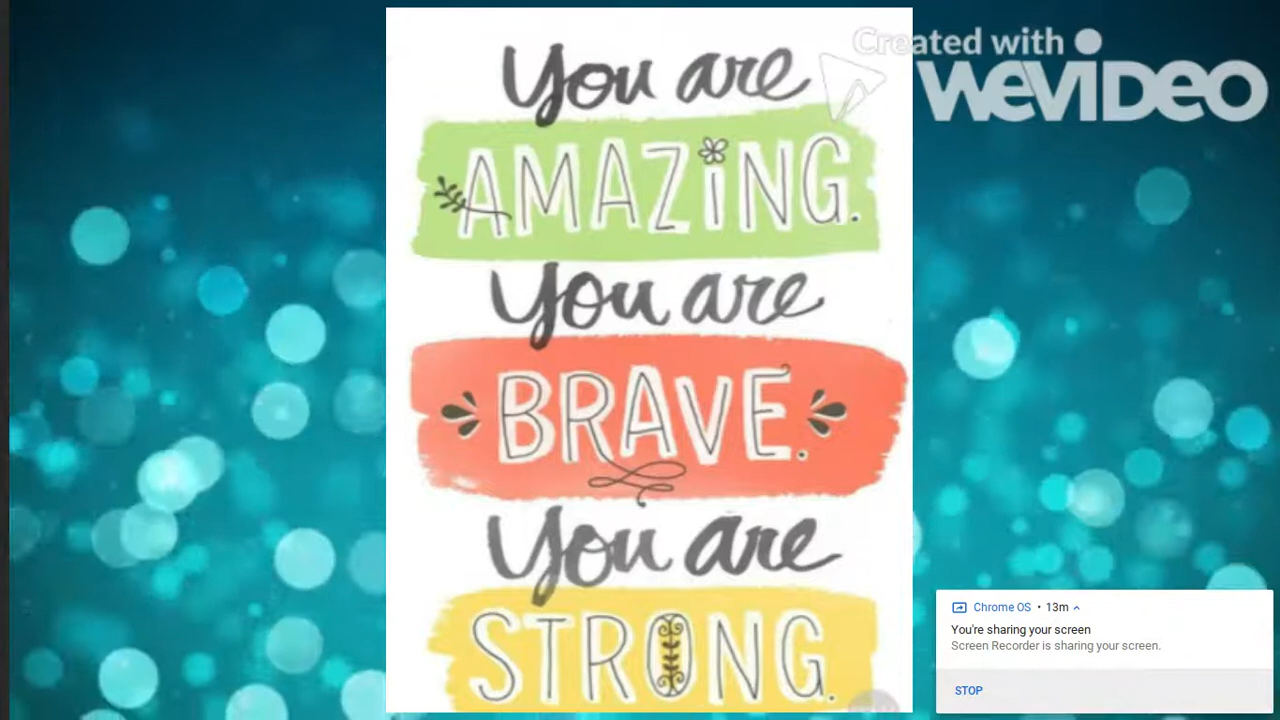 Created with
WEVIDEO
You are
AMAZiNG.
You are
BRAVE.
You are
STRONG.
Chrome OS • 13m
You're sharing your screen
Screen Recorder is sharing your screen.
STOP